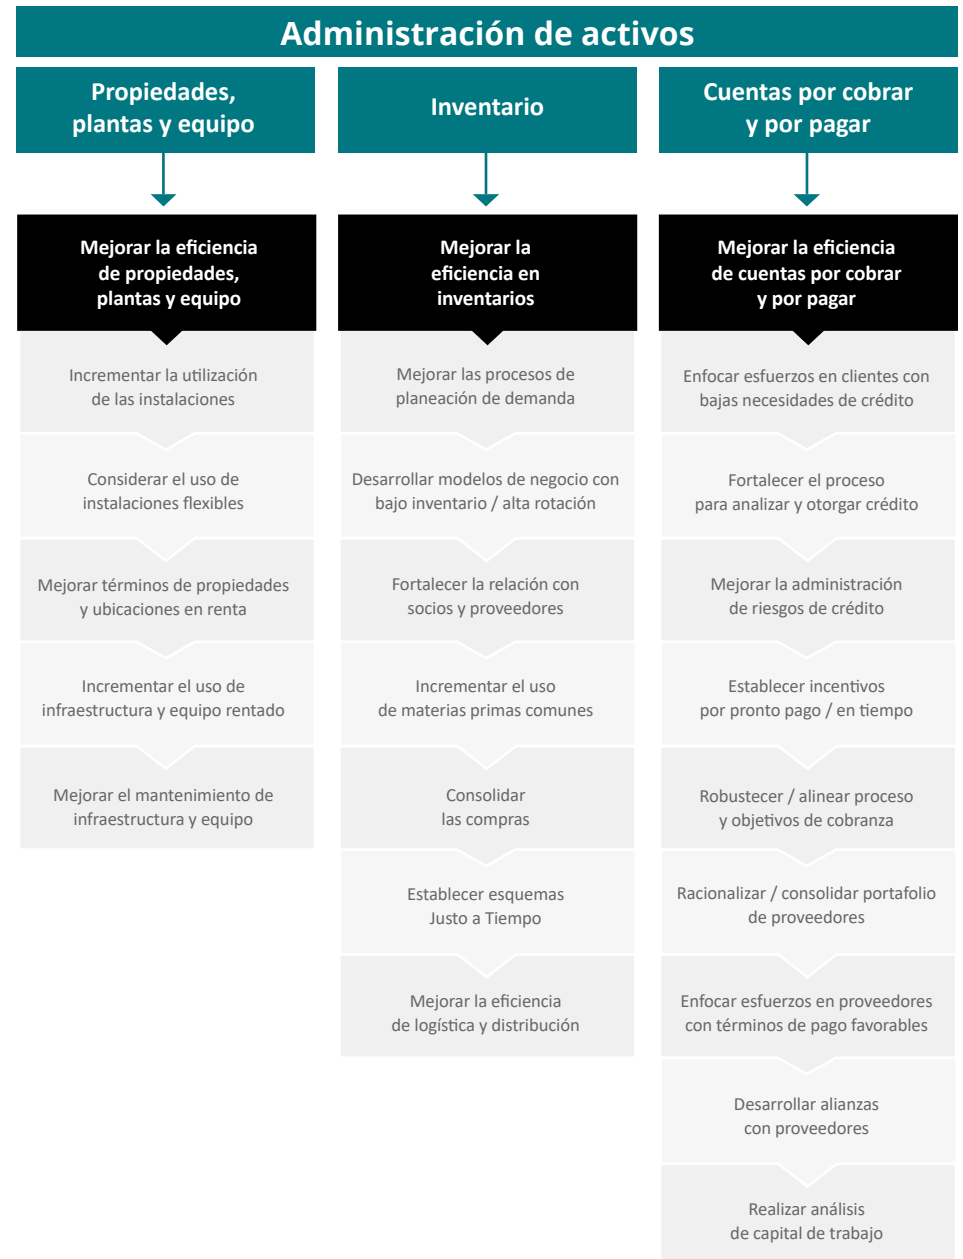 Administración de activos
Propiedades,
plantas y equipo
Mejorar la eficiencia
de propiedades,
plantas y equipo
Incrementar la utilización
de las instalaciones
Considerar el uso de
instalaciones flexibles
Mejorar términos de propiedades
y ubicaciones en renta
Incrementar el uso de
infraestructura y equipo rentado
Mejorar el mantenimiento de
infraestructura y equipo
Inventario
Mejorar la
eficiencia en
inventarios
Mejorar las procesos de
planeación de demanda
Desarrollar modelos de negocio con
bajo inventario / alta rotación
Fortalecer la relación con
socios y proveedores
Incrementar el uso
de materias primas comunes
Consolidar
las compras
Establecer esquemas
Justo a Tiempo
Mejorar la eficiencia
de logística y distribución
Cuentas por cobrar
y por pagar
Mejorar la eficiencia
de cuentas por cobrar
y por pagar
Enfocar esfuerzos en clientes con
bajas necesidades de crédito
Fortalecer el proceso
para analizar y otorgar crédito
Mejorar la administración
de riesgos de crédito
Establecer incentivos
por pronto pago / en tiempo
Robustecer / alinear proceso
y objetivos de cobranza
Racionalizar / consolidar portafolio
de proveedores
Enfocar esfuerzos en proveedores
con términos de pago favorables
Desarrollar alianzas
con proveedores
Realizar análisis
de capital de trabajo